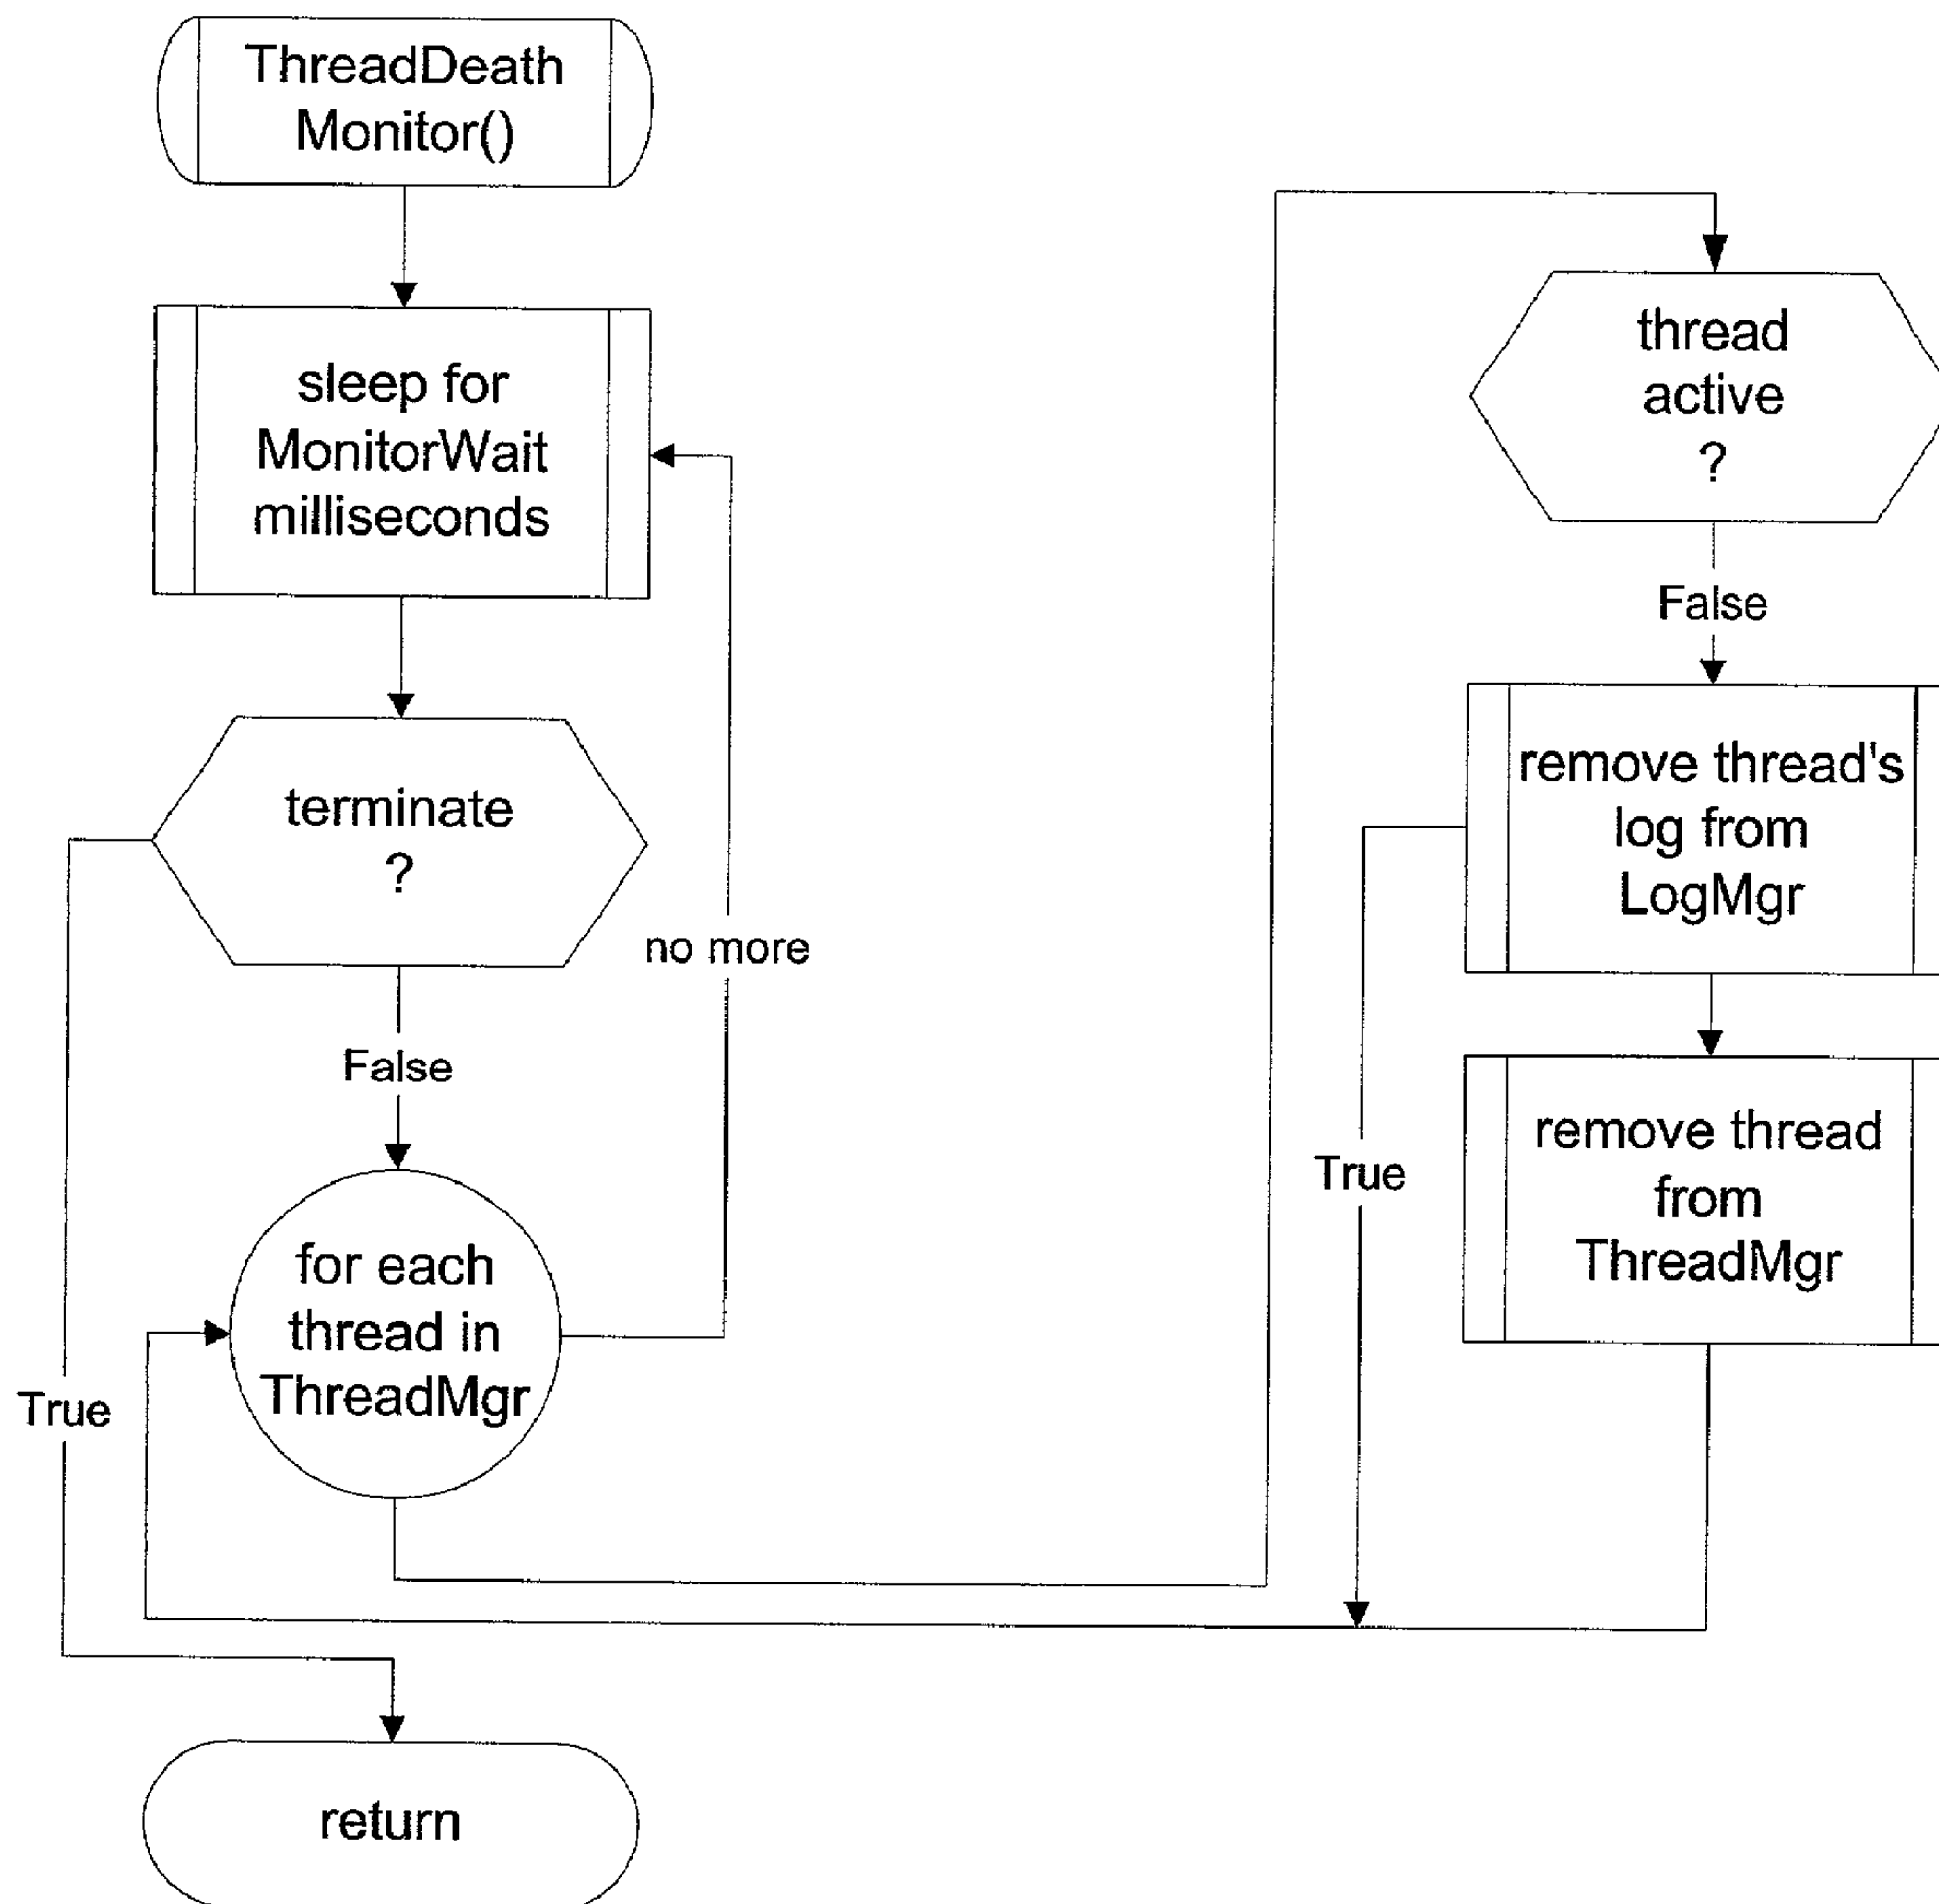 ThreadDeath
Monitor()
sleep for
MonitorWait
milliseconds
terminate
?
no more
False
for each
thread in
ThreadMgr
True
return
thread
active
?
False
remove thread's
log from
LogMgr
True
remove thread
from
ThreadMgr